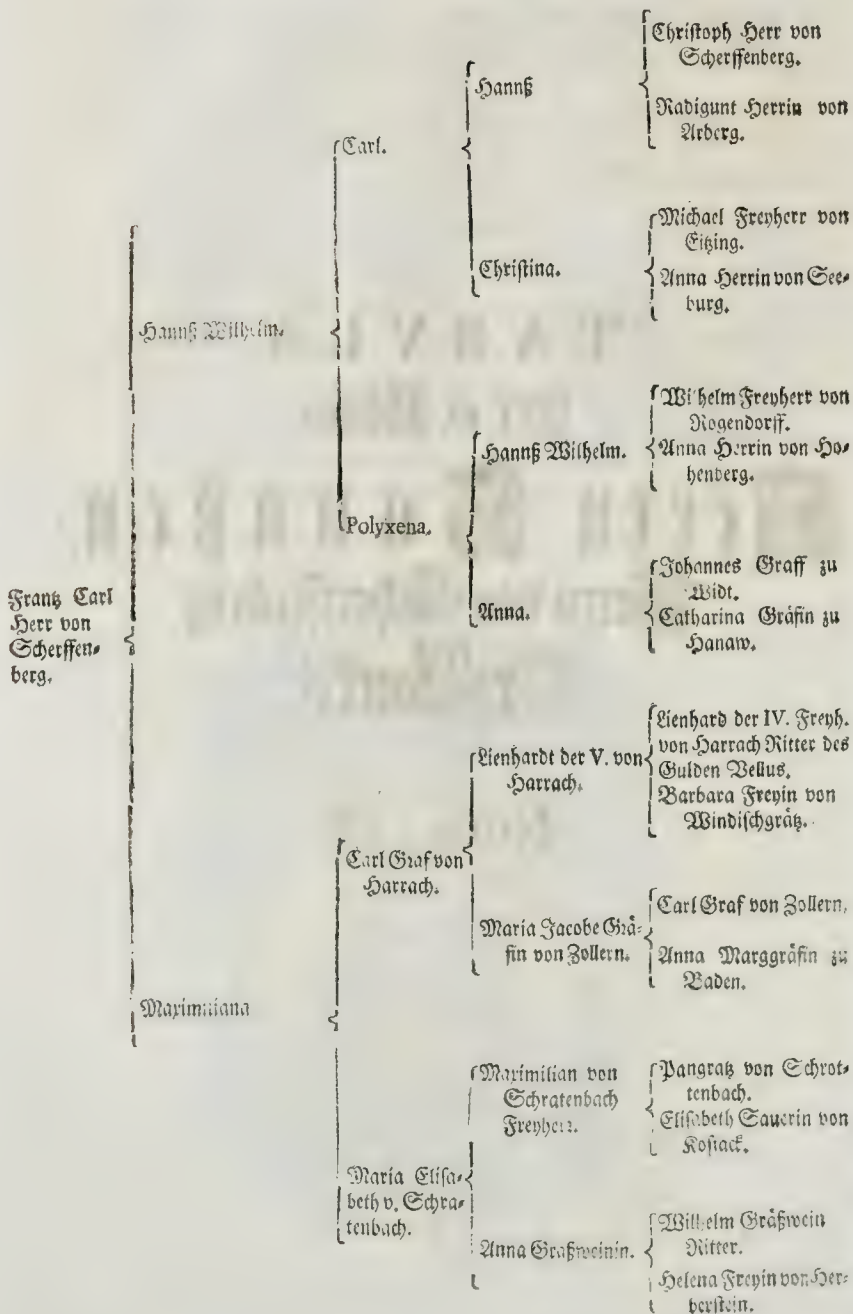 Frantz Carl
Herr von
Scherffen-
berg.
Hannß Wilhelm.
Maximiliana
Carl.
Polyxena.
Carl Graf von
Harrach.
Maria Elisa-
beth v. Schra-
tenbach.
Hannß
Christina.
Hannß Wilhelm.
Anna.
Lienhardt der V. von
Harrach.
Maria Jacobe Grä-
fin von Zollern.
Maximilian von
Schratenbach
Freyherr.
Anna Graßweinin.
Christoph Herr von
Scherffenberg.
Radigunt Herrin von
Arberg.
Michael Freyherr von
Eitzing.
Anna Herrin von See-
burg.
Wilhelm Freyherr von
Rogendorff.
Anna Herrin von Ho-
henberg.
Johannes Graff zu
Widt.
Catharina Gräfin zu
Hanaw.
Lienhard der IV. Freyh.
von Harrach Ritter des
Gulden Vellus.
Barbara Freyin von
Windischgrätz.
Carl Graf von Zollern.
Anna Marggräfin zu
Baden.
Pangratz von Schrot-
tenbach.
Elisabeth Sauerin von
Kosiack.
Wilhelm Gräßwein
Ritter.
Helena Freyin von Her-
berstein.